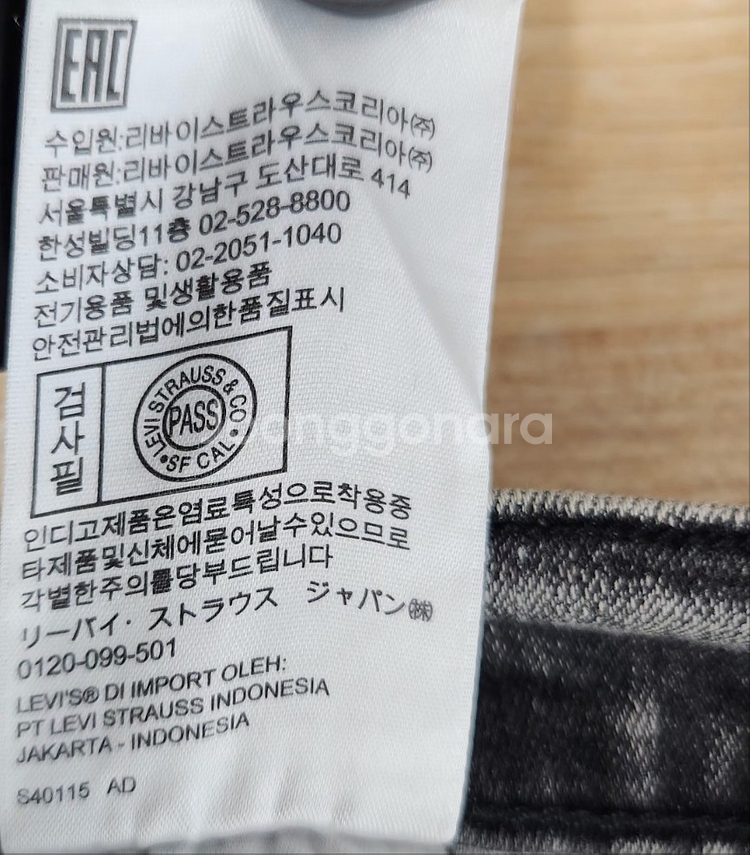 EAC
수입원:리바이스트라우스코리아㈜
판매원:리바이스트라우스코리아㈜
서울특별시 강남구 도산대로 414
한성빌딩11층 02-528-8800
소비자상담: 02-2051-1040
전기용품 및생활용품
안전관리법에의한품질표시
검사필
LEVI STRAUSS & CO
PASS
SF CAL
인디고제품은염료특성으로착용중
타제품및신체에묻어날수있으므로
각별한주의를당부드립니다
リーバイ・ストラウス ジャパン㈱
0120-099-501
LEVI'S® DI IMPORT OLEH:
PT LEVI STRAUSS INDONESIA
JAKARTA - INDONESIA
S40115 AD